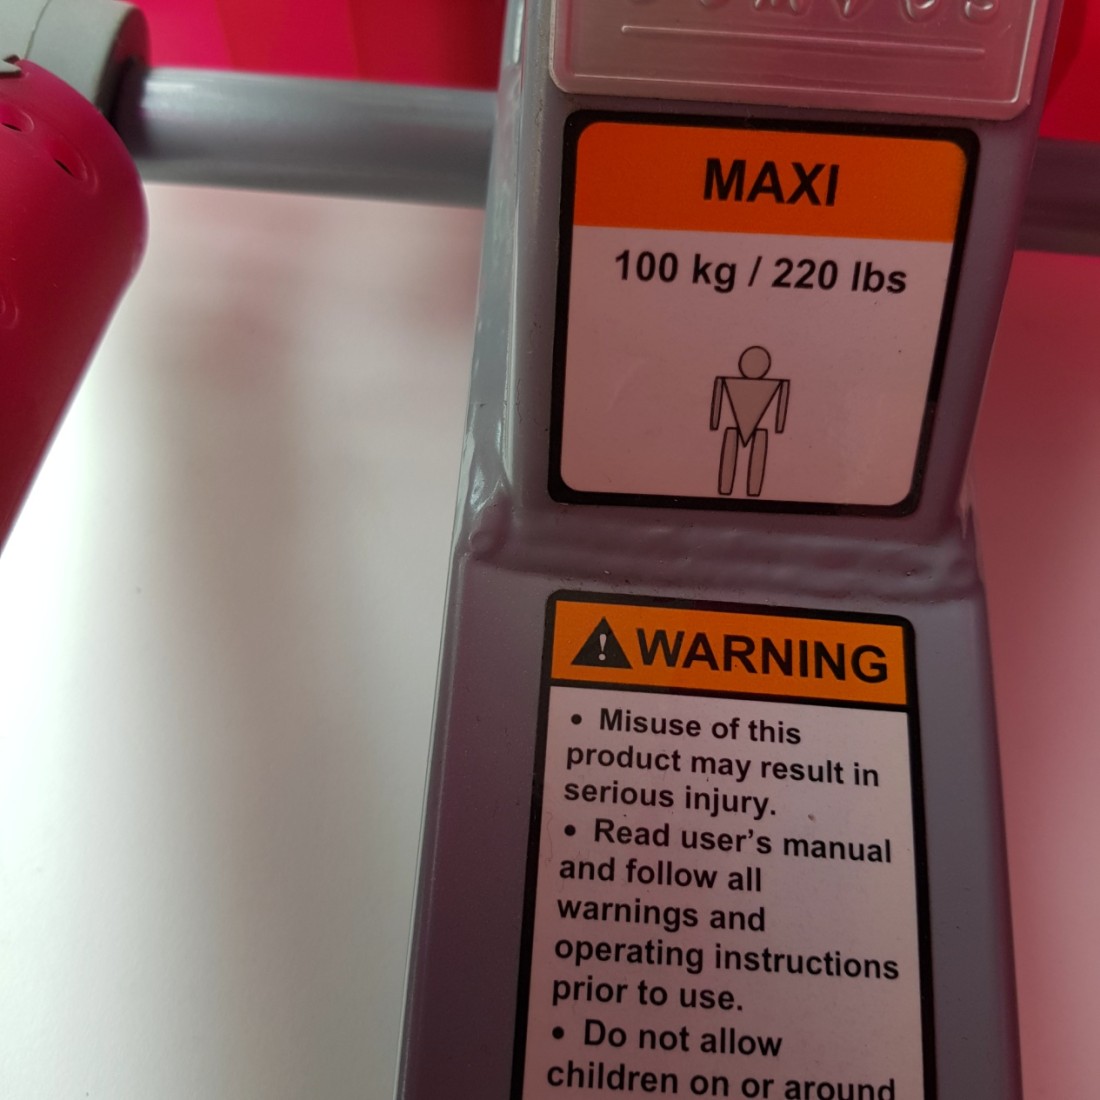 MAXI
100 kg / 220 lbs
WARNING
• Misuse of this
product may result in
serious injury.
• Read user's manual
and follow all
warnings and
operating instructions
prior to use.
• Do not allow
children on or around